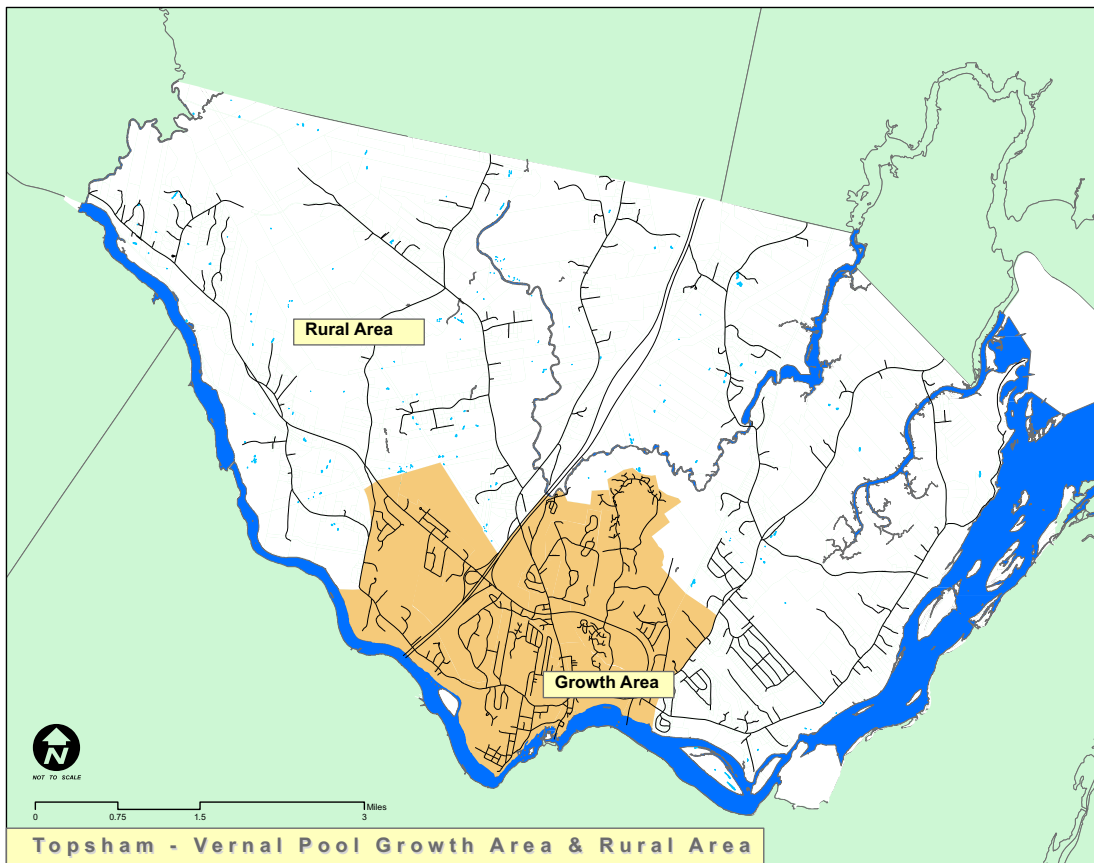 Rural Area
Growth Area
N
NOT TO SCALE
Miles
0 0.75 1.5 3
Topsham - Vernal Pool Growth Area & Rural Area